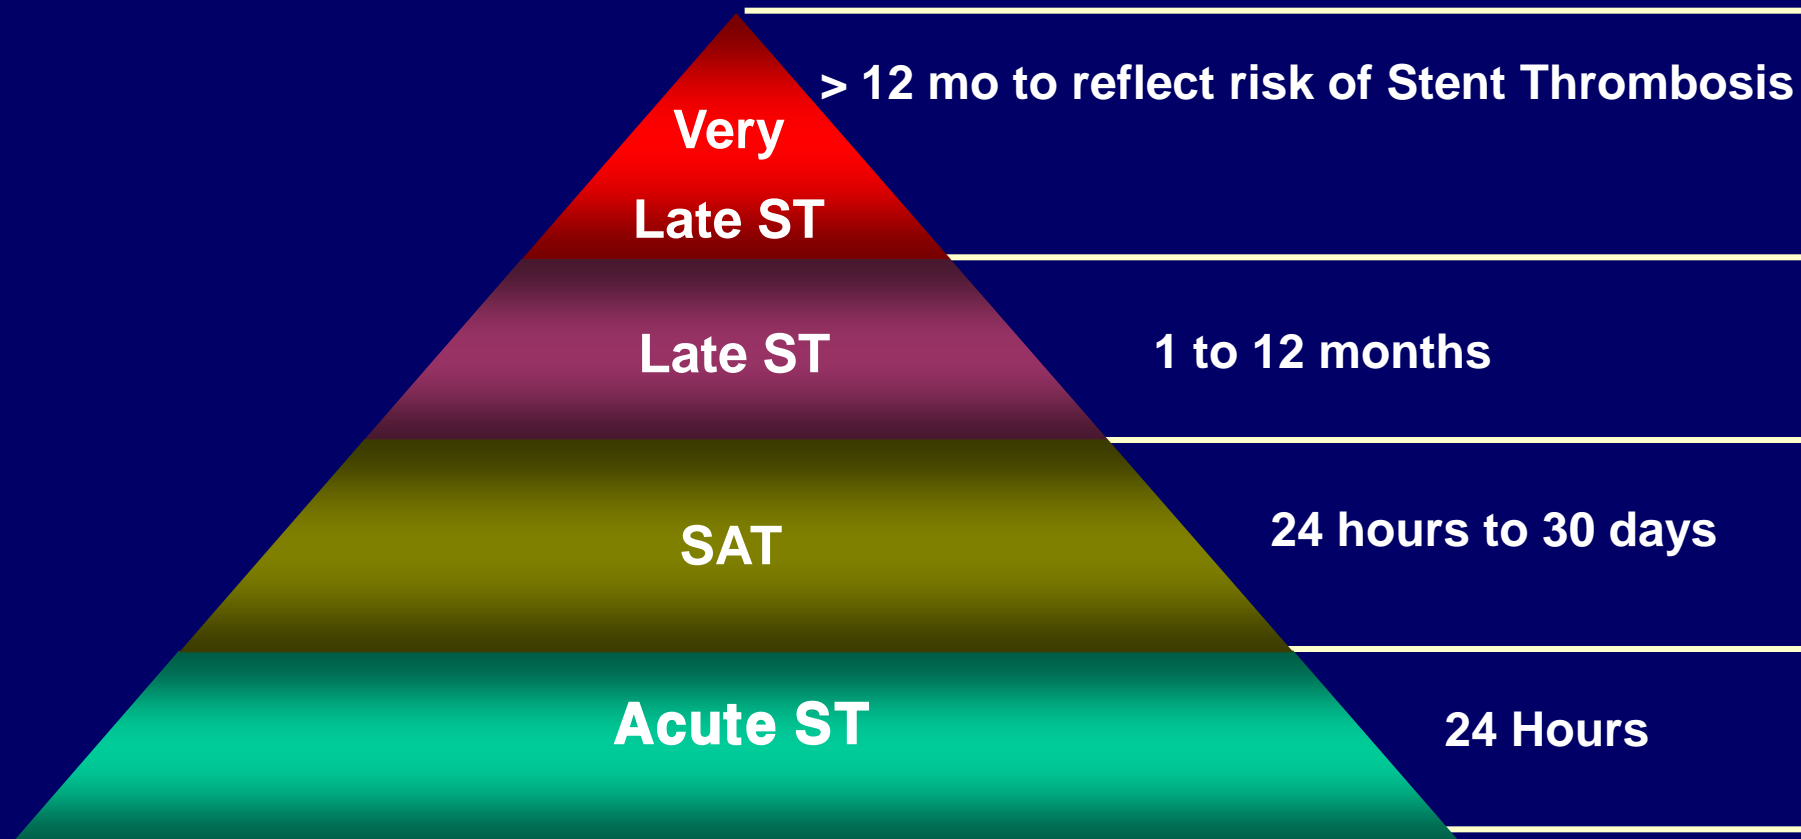 > 12 mo to reflect risk of Stent Thrombosis
Very
Late ST
Late ST
1 to 12 months
SAT
24 hours to 30 days
Acute ST
24 Hours